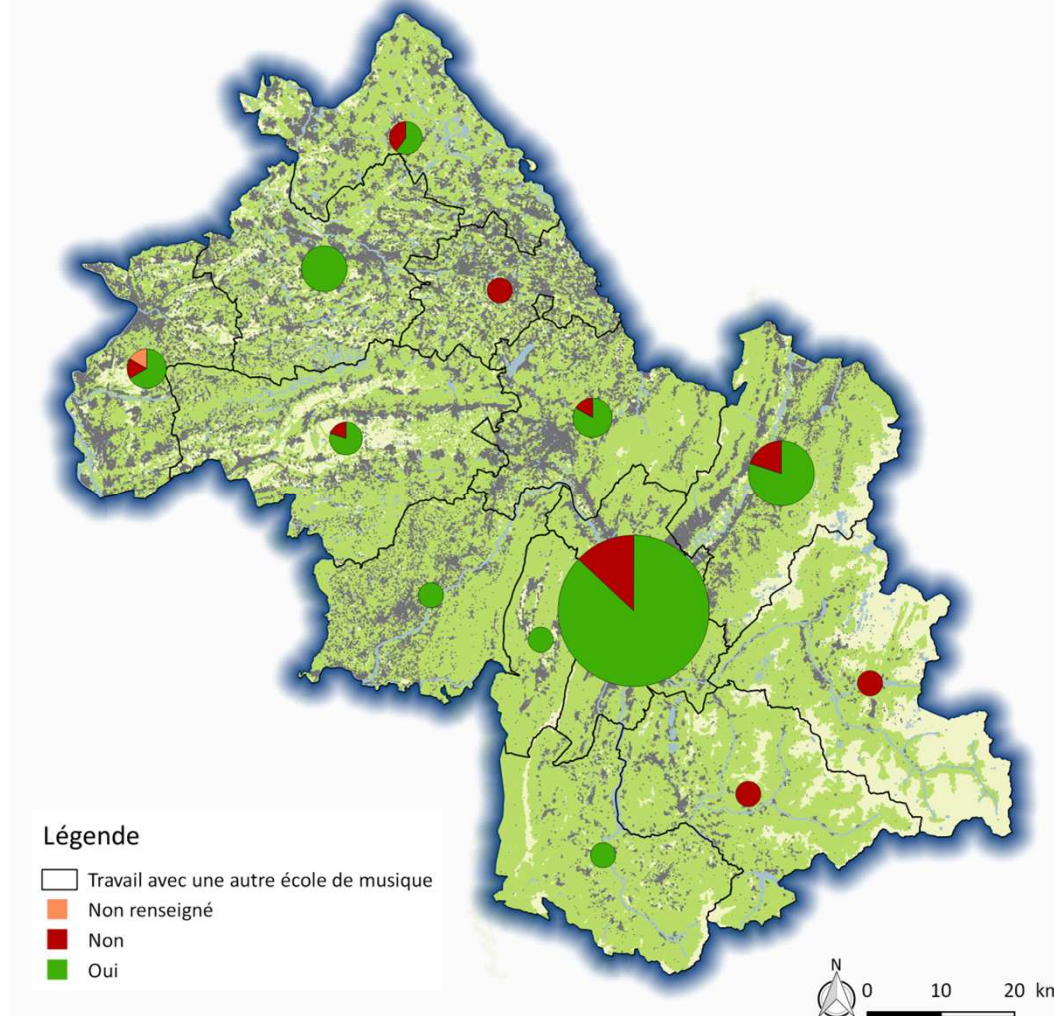 Légende
Travail avec une autre école de musique
Non renseigné
Non
Oui
N
0 10 20 km